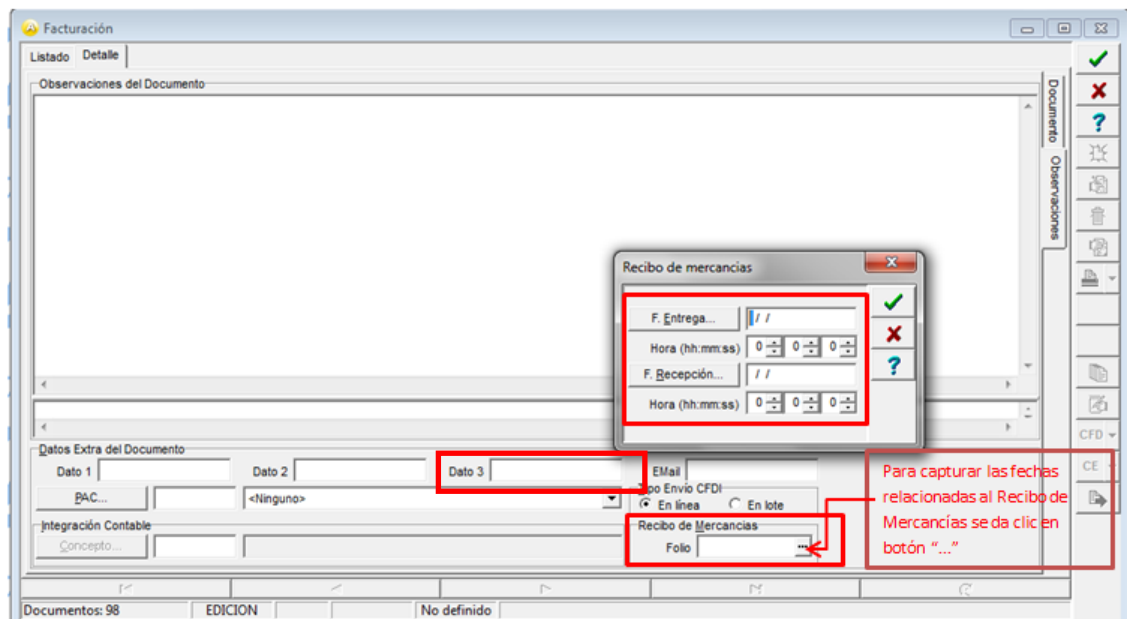 Facturación
Listado Detalle
Observaciones del Documento
Documento
Observaciones
Recibo de mercancias
F. Entrega... / /
Hora (hh:mm:ss) 0 0 0
F. Recepción... / /
Hora (hh:mm:ss) 0 0 0
Datos Extra del Documento
Dato 1 Dato 2 Dato 3 EMail
PAC... <Ninguno>
Tipo Envío CFDI
En línea En lote
Integración Contable
Concepto...
Recibo de Mercancias
Folio ...
CFD
CE
Para capturar las fechas
relacionadas al Recibo de
Mercancías se da clic en
botón “...”
Documentos: 98 EDICION No definido